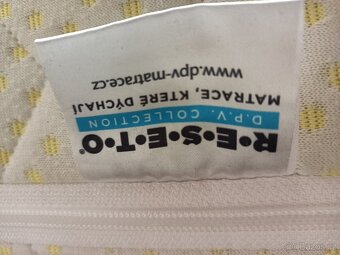 R•E•S•E•T•O®
D.P.V. COLLECTION
MATRACE, KTERÉ DÝCHAJÍ
www.dpv-matrace.cz